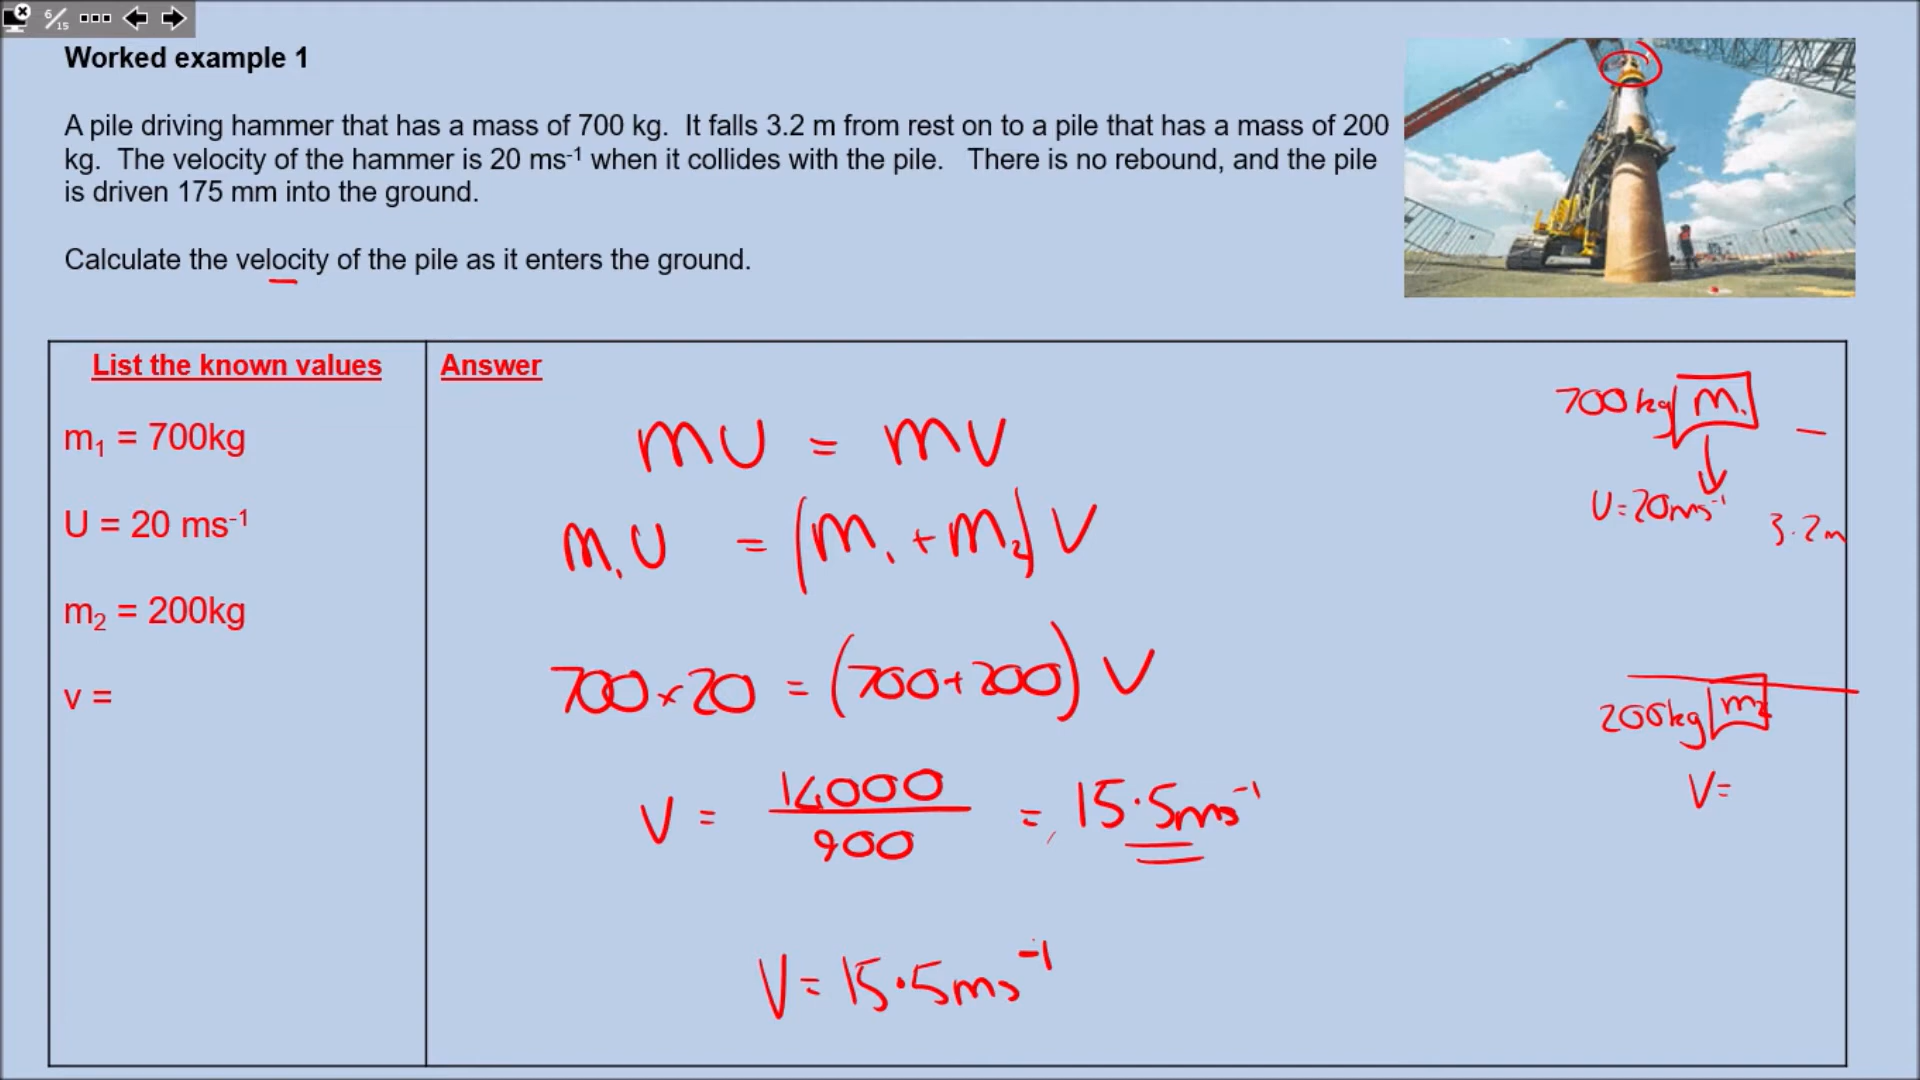 6/15
Worked example 1
A pile driving hammer that has a mass of 700 kg. It falls 3.2 m from rest on to a pile that has a mass of 200
kg. The velocity of the hammer is 20 ms⁻¹ when it collides with the pile. There is no rebound, and the pile
is driven 175 mm into the ground.
Calculate the velocity of the pile as it enters the ground.
List the known values
m₁ = 700kg
U = 20 ms⁻¹
m₂ = 200kg
v =
Answer
mU = mV
m₁U = (m₁+m₂)V
700×20 = (700+200)V
V = 14000/900 = 15.5ms⁻¹
V = 15.5ms⁻¹
700kg m₁
U=20ms⁻¹
3.2m
200kg m₂
V=